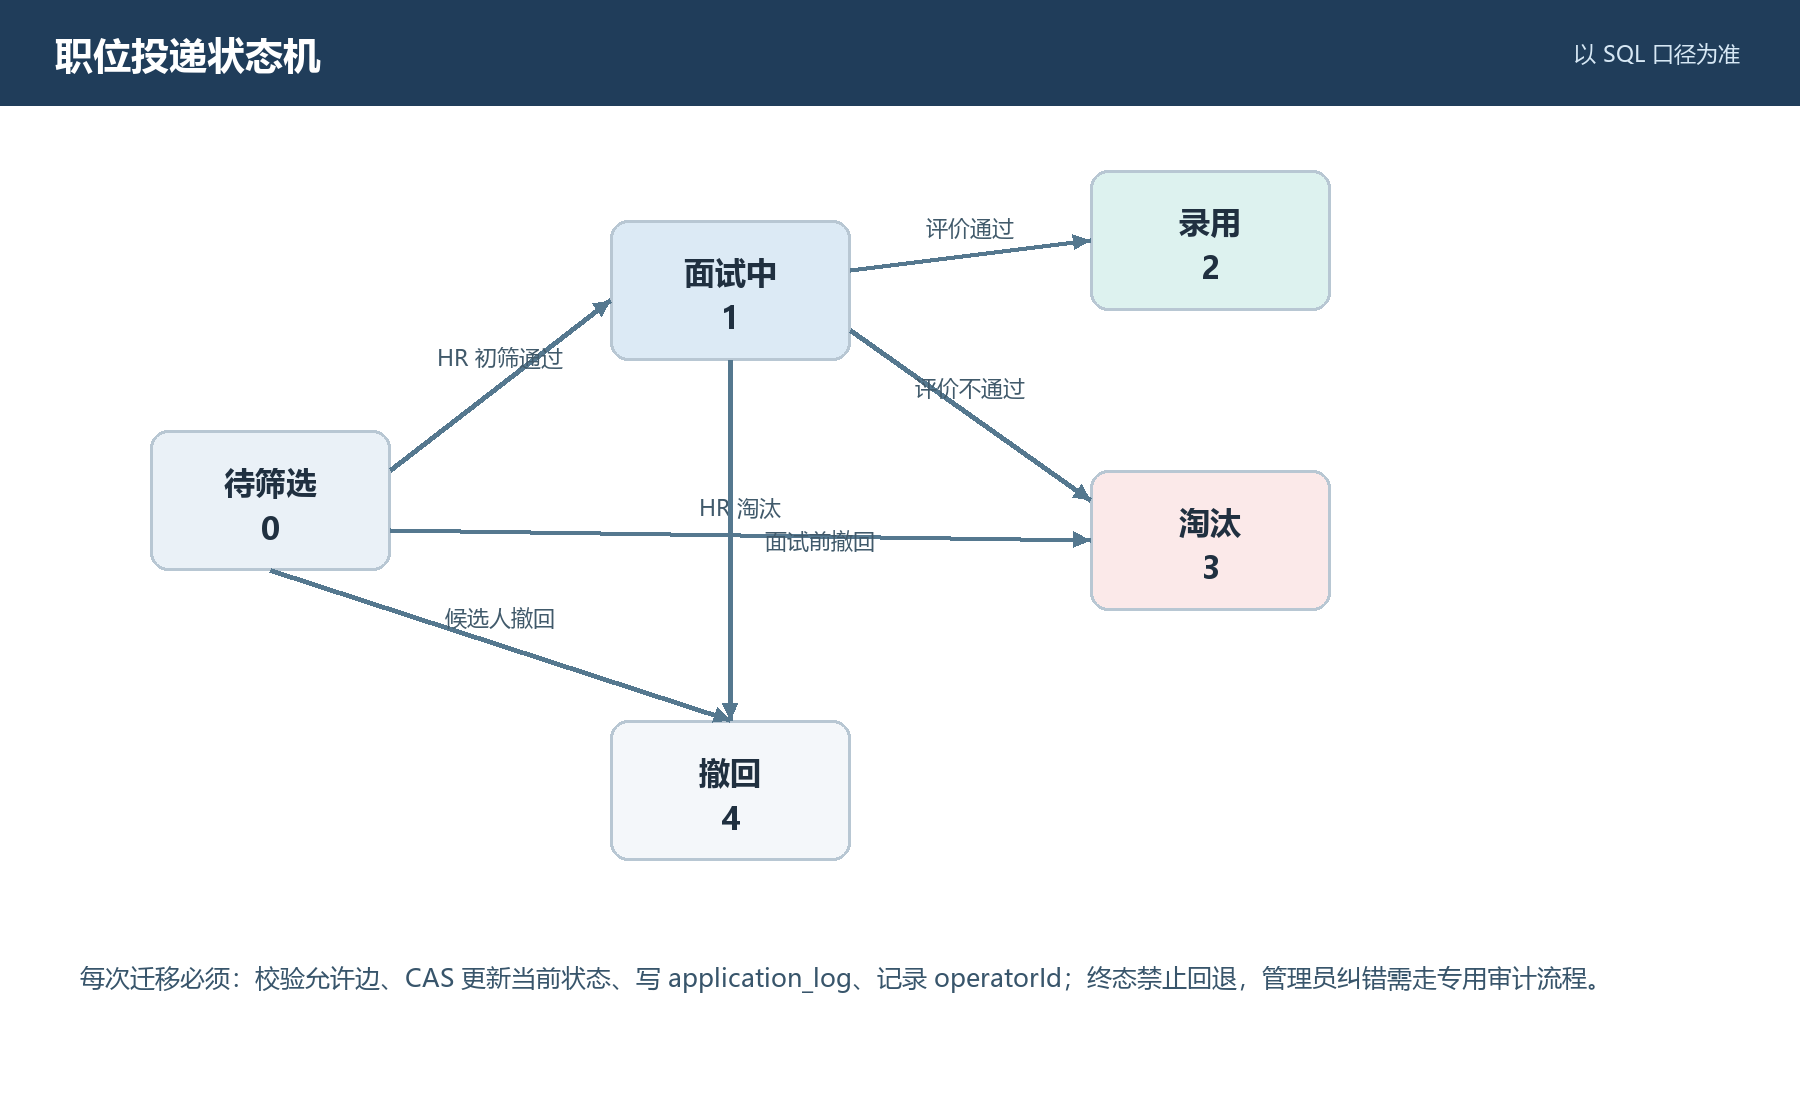 职位投递状态机
以 SQL 口径为准
录用
2
评价通过
面试中
1
HR 初筛通过
评价不通过
待筛选
0
HR 淘汰
面试前撤回
淘汰
3
候选人撤回
撤回
4
每次迁移必须：校验允许边、CAS 更新当前状态、写 application_log、记录 operatorId；终态禁止回退，管理员纠错需走专用审计流程。